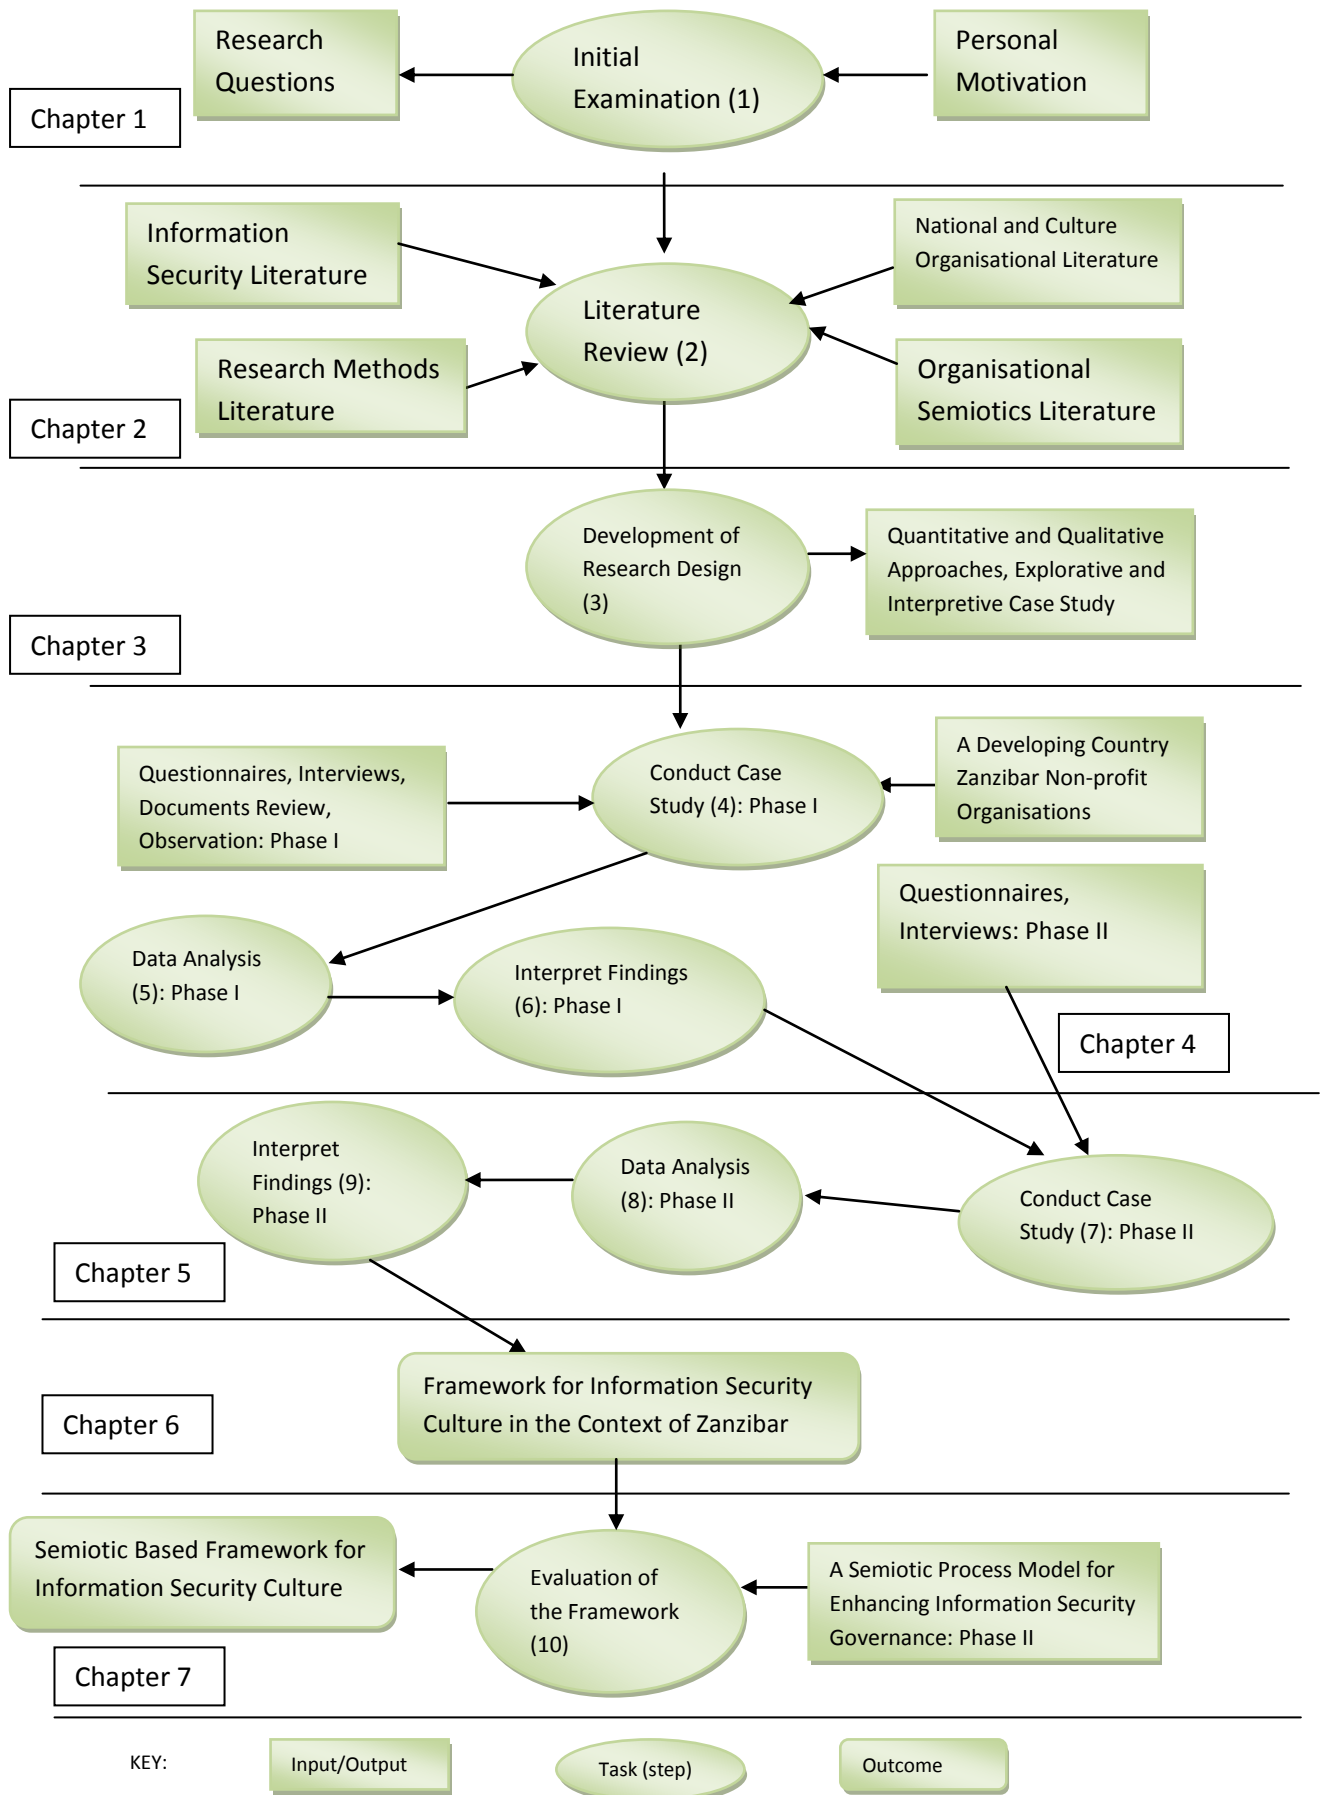 Research
Questions
Initial
Examination (1)
Personal
Motivation
Chapter 1
Information
Security Literature
National and Culture
Organisational Literature
Literature
Review (2)
Research Methods
Literature
Organisational
Semiotics Literature
Chapter 2
Development of
Research Design
(3)
Quantitative and Qualitative
Approaches, Explorative and
Interpretive Case Study
Chapter 3
Questionnaires, Interviews,
Documents Review,
Observation: Phase I
Conduct Case
Study (4): Phase I
A Developing Country
Zanzibar Non-profit
Organisations
Questionnaires,
Interviews: Phase II
Data Analysis
(5): Phase I
Interpret Findings
(6): Phase I
Chapter 4
Interpret
Findings (9):
Phase II
Data Analysis
(8): Phase II
Conduct Case
Study (7): Phase II
Chapter 5
Framework for Information Security
Culture in the Context of Zanzibar
Chapter 6
Semiotic Based Framework for
Information Security Culture
Evaluation of
the Framework
(10)
A Semiotic Process Model for
Enhancing Information Security
Governance: Phase II
Chapter 7
KEY:
Input/Output
Task (step)
Outcome